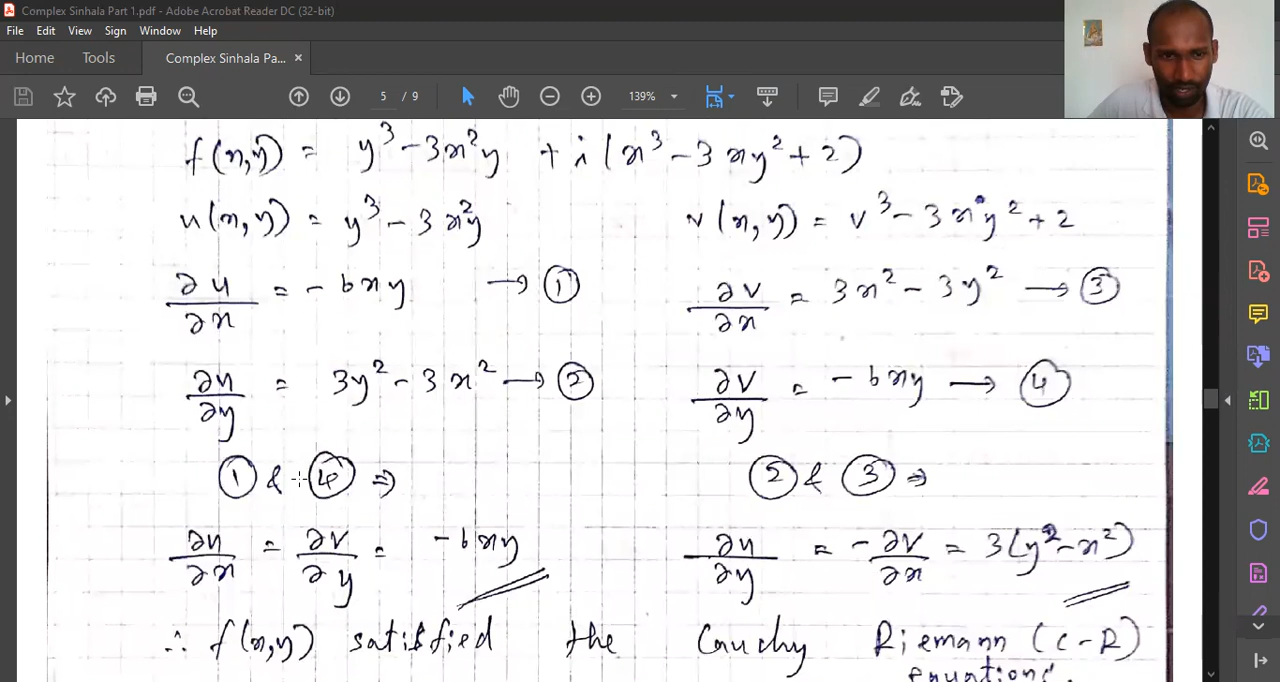 Complex Sinhala Part 1.pdf - Adobe Acrobat Reader DC (32-bit)
File Edit View Sign Window Help
Home Tools Complex Sinhala Pa... ×
5 / 9 139%
f(x,y) = y³ - 3x²y + i(x³ - 3xy² + 2)
u(x,y) = y³ - 3x²y v(x,y) = v³ - 3xy² + 2
∂u/∂x = - 6xy → ① ∂v/∂x = 3x² - 3y² → ③
∂u/∂y = 3y² - 3x² → ② ∂v/∂y = - 6xy → ④
① & ④ ⇒ ② & ③ ⇒
∂u/∂x = ∂v/∂y = - 6xy ∂u/∂y = - ∂v/∂x = 3(y² - x²)
∴ f(x,y) satisfied the Cauchy Riemann (C-R)
equations.